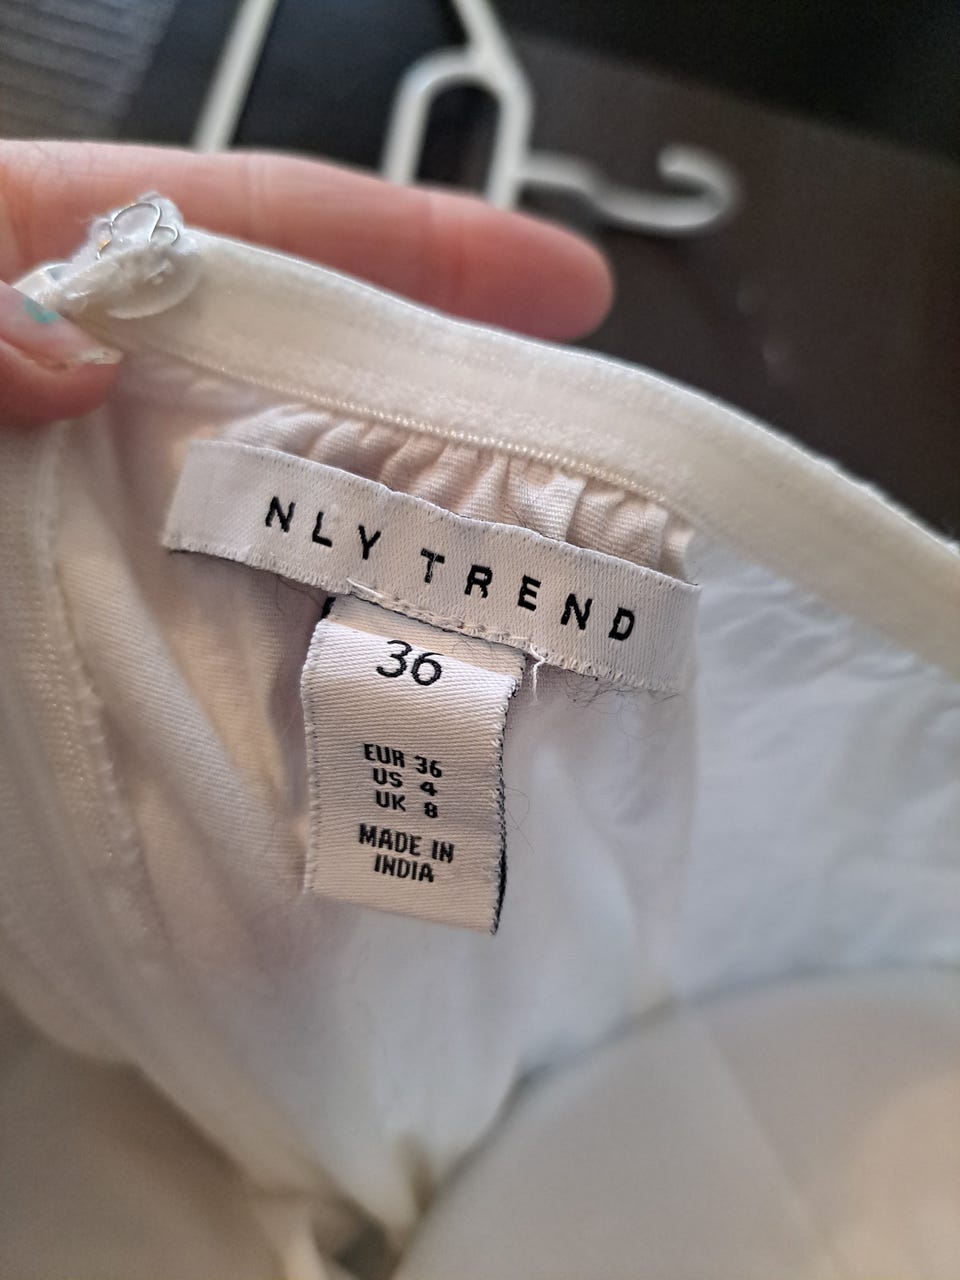 NLY TREND
36
EUR 36
US 4
UK 8
MADE IN
INDIA